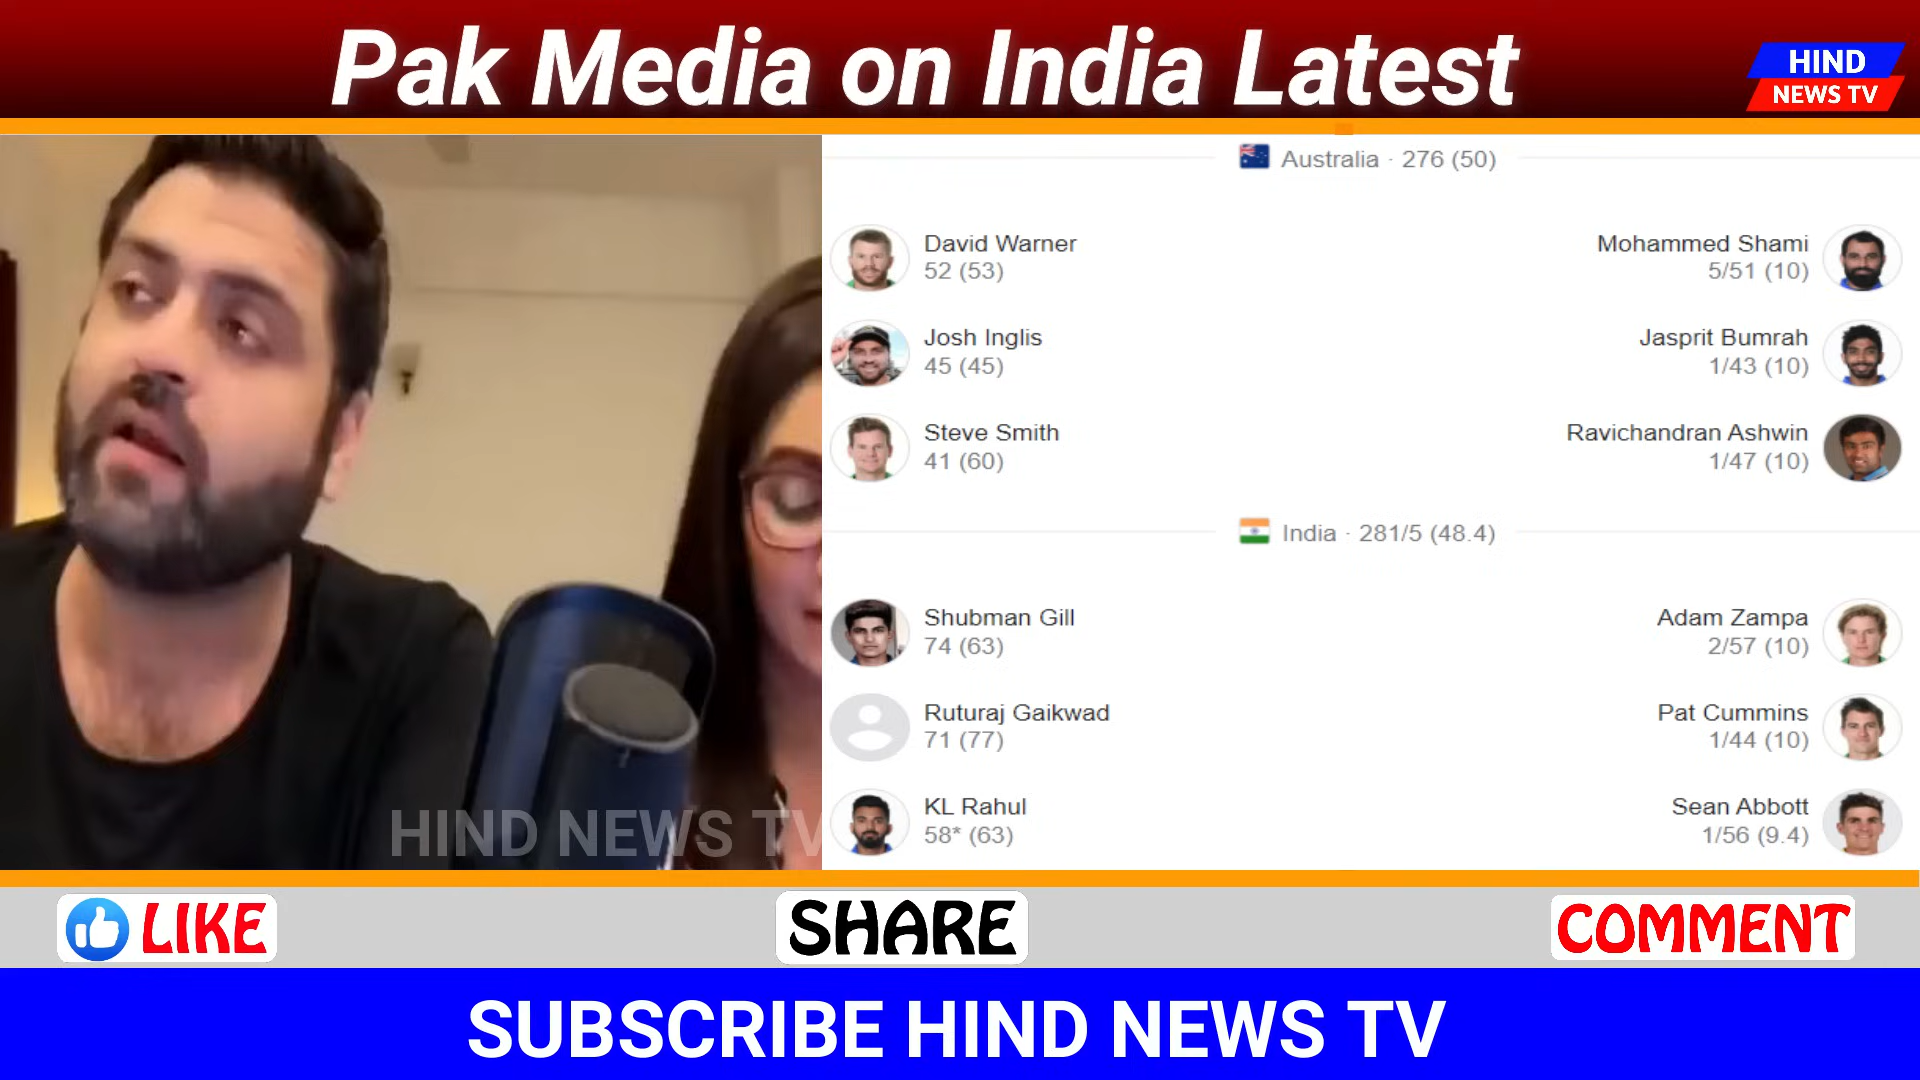 Pak Media on India Latest
HIND
NEWS TV
Australia · 276 (50)
David Warner
52 (53)
Mohammed Shami
5/51 (10)
Josh Inglis
45 (45)
Jasprit Bumrah
1/43 (10)
Steve Smith
41 (60)
Ravichandran Ashwin
1/47 (10)
India · 281/5 (48.4)
Shubman Gill
74 (63)
Adam Zampa
2/57 (10)
Ruturaj Gaikwad
71 (77)
Pat Cummins
1/44 (10)
KL Rahul
58* (63)
Sean Abbott
1/56 (9.4)
HIND NEWS TV
LIKE
SHARE
COMMENT
SUBSCRIBE HIND NEWS TV